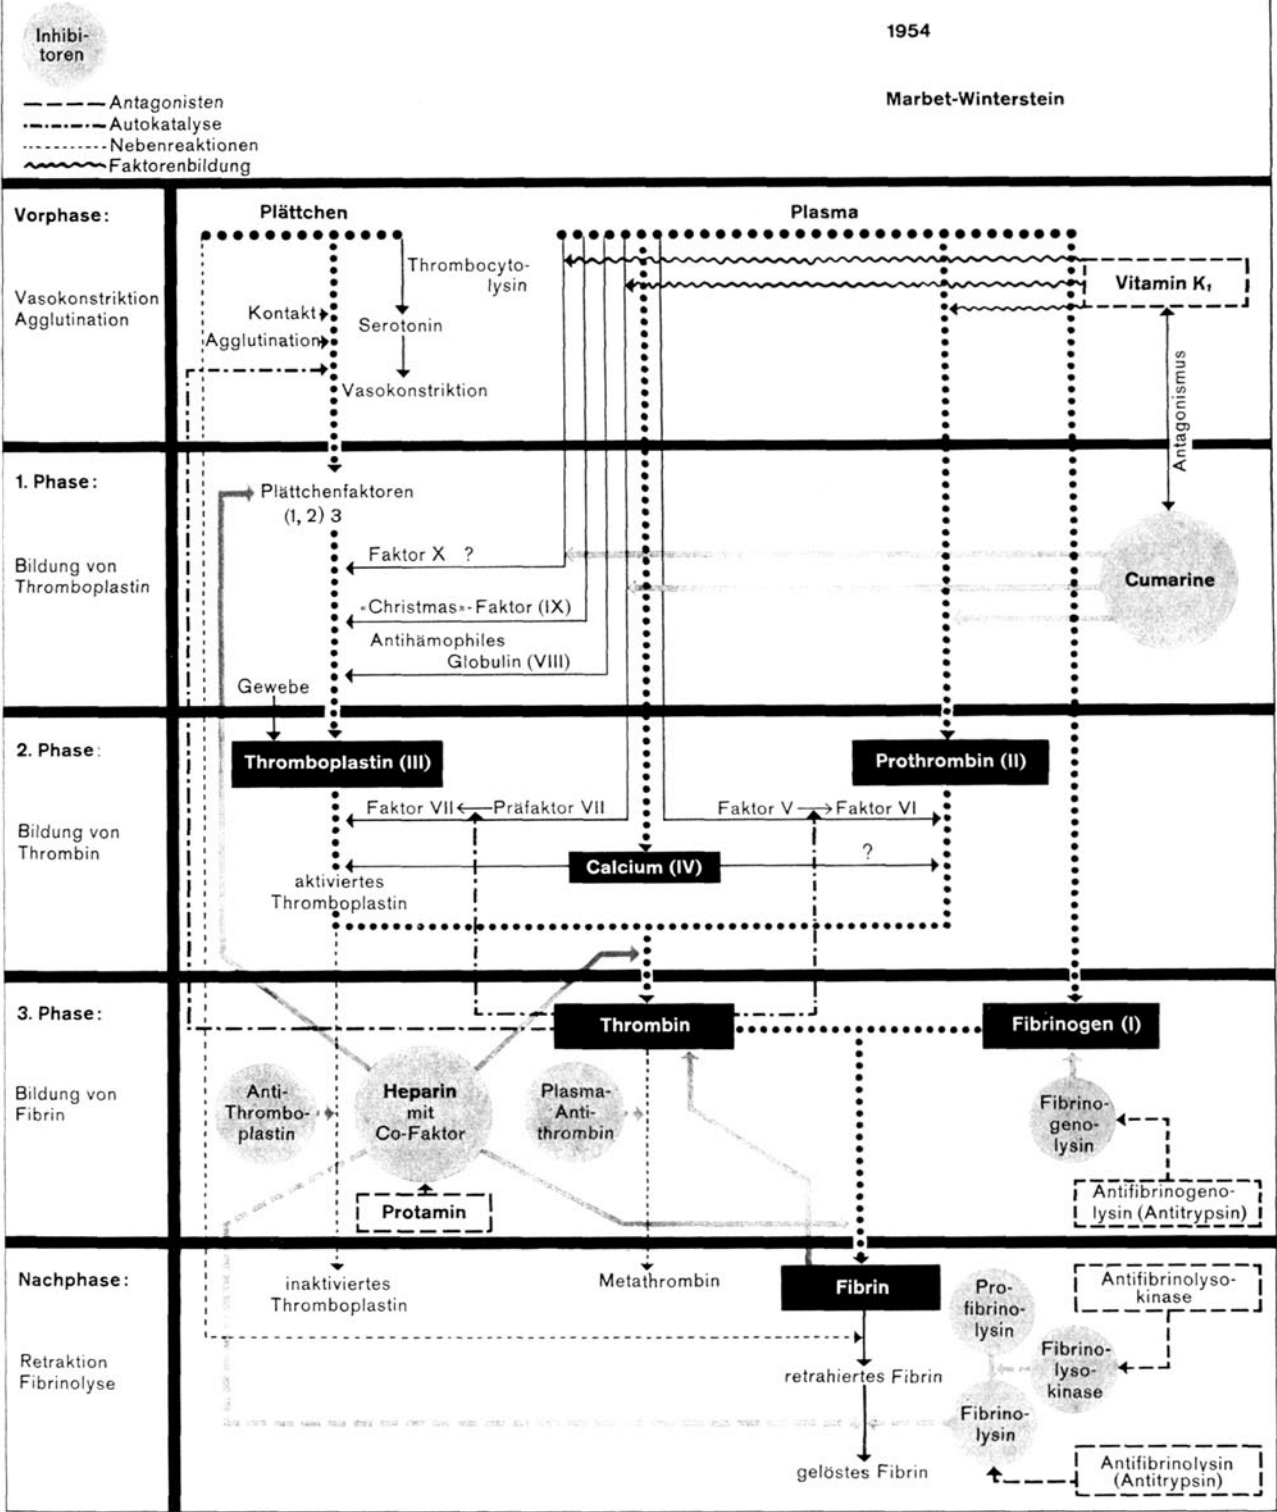 Inhibi-
toren
Antagonisten
Autokatalyse
Nebenreaktionen
Faktorenbildung
1954
Marbet-Winterstein
Vorphase:
Vasokonstriktion
Agglutination
Plättchen
Plasma
Thrombocyto-
lysin
Kontakt
Agglutination
Serotonin
Vasokonstriktion
Vitamin K₁
Antagonismus
1. Phase:
Bildung von
Thromboplastin
Plättchenfaktoren
(1, 2) 3
Faktor X ?
«Christmas»-Faktor (IX)
Antihämophiles
Globulin (VIII)
Gewebe
Cumarine
2. Phase:
Bildung von
Thrombin
Thromboplastin (III)
Prothrombin (II)
Faktor VII
Präfaktor VII
Faktor V
Faktor VI
Calcium (IV)
?
aktiviertes
Thromboplastin
3. Phase:
Bildung von
Fibrin
Thrombin
Fibrinogen (I)
Anti-
Thrombo-
plastin
Heparin
mit
Co-Faktor
Plasma-
Anti-
thrombin
Fibrino-
geno-
lysin
Protamin
Antifibrinogeno-
lysin (Antitrypsin)
Nachphase:
Retraktion
Fibrinolyse
inaktiviertes
Thromboplastin
Metathrombin
Fibrin
Pro-
fibrino-
lysin
Antifibrinolyso-
kinase
Fibrino-
lyso-
kinase
retrahiertes Fibrin
Fibrino-
lysin
gelöstes Fibrin
Antifibrinolysin
(Antitrypsin)